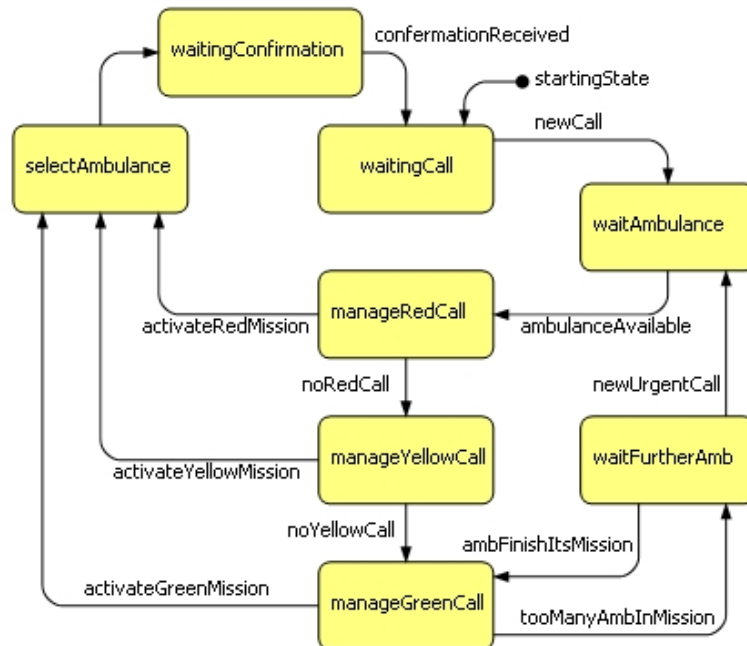 waitingConfirmation
confermationReceived
startingState
newCall
selectAmbulance
waitingCall
waitAmbulance
manageRedCall
activateRedMission
ambulanceAvailable
noRedCall
newUrgentCall
manageYellowCall
waitFurtherAmb
activateYellowMission
noYellowCall
ambFinishItsMission
activateGreenMission
manageGreenCall
tooManyAmbInMission